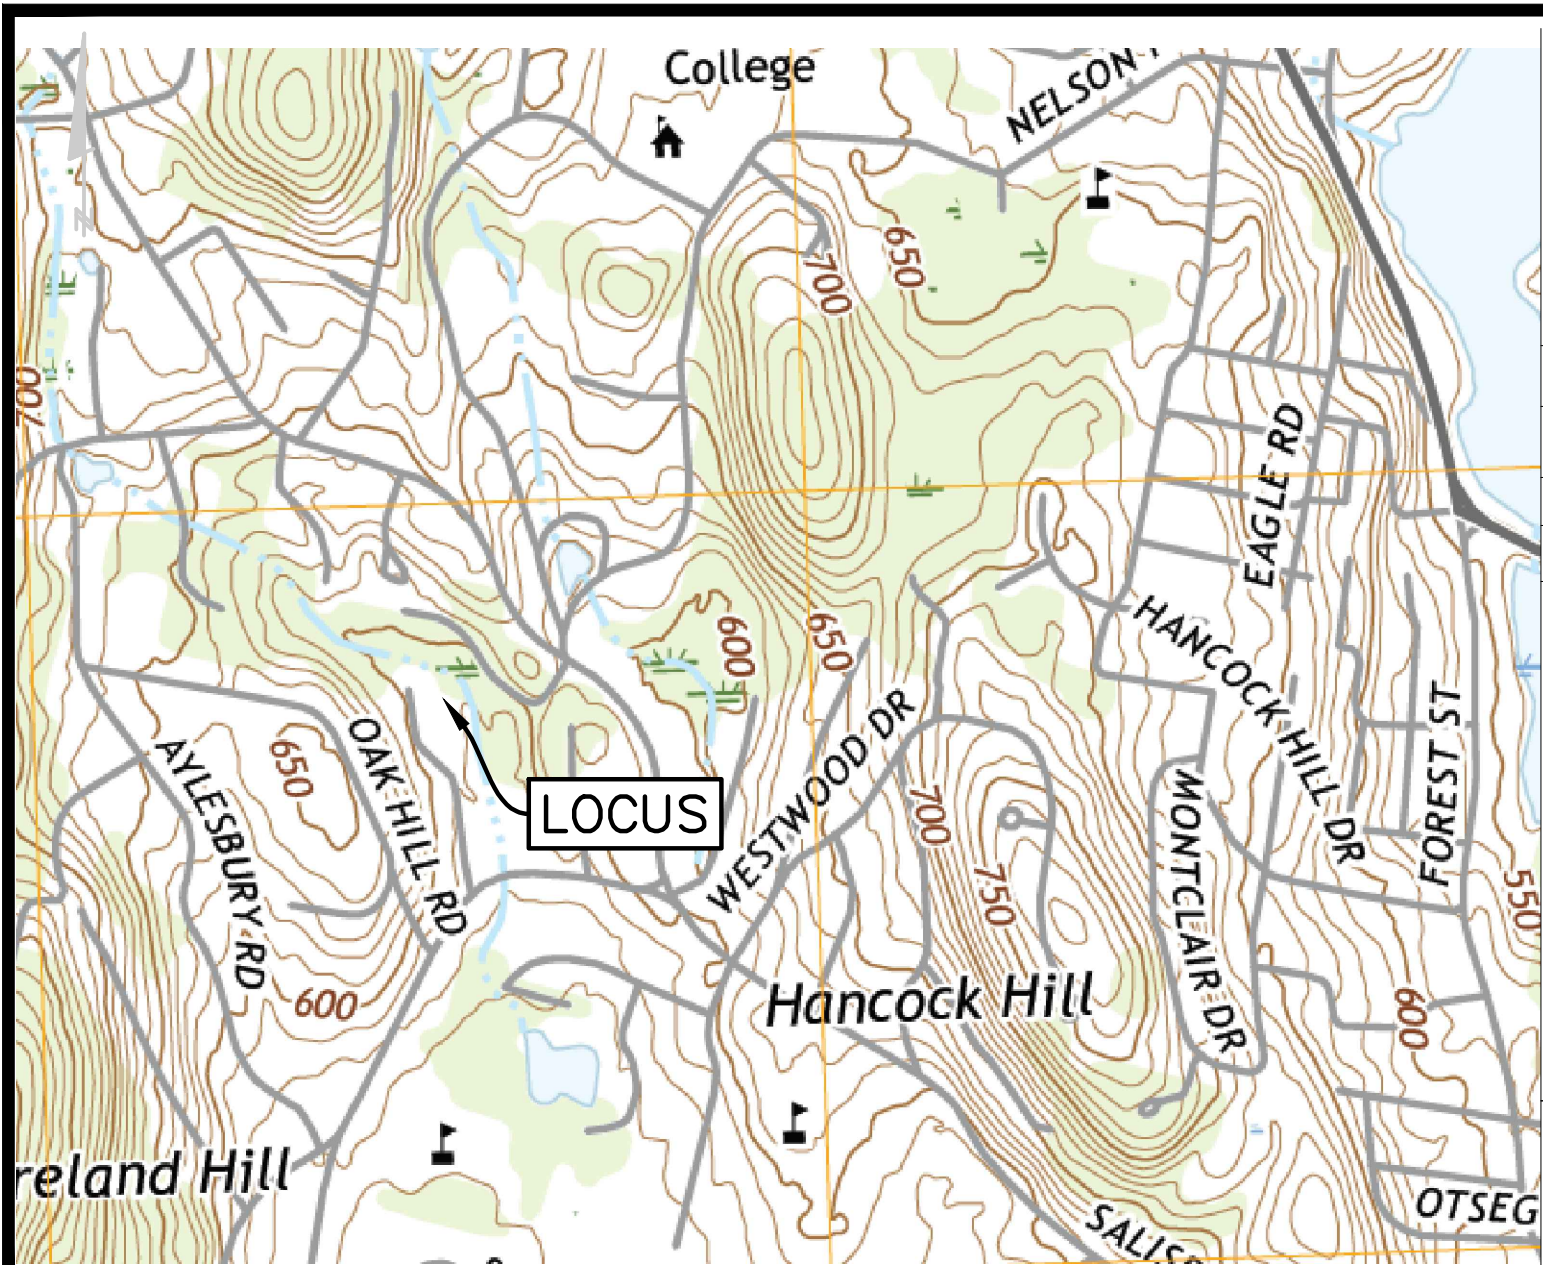 College
NELSON
650
700
700
EAGLE RD
600
650
HANCOCK HILL DR
LOCUS
OAK HILL RD
650
AYLESBURY RD
WESTWOOD DR
700
750
MONTCLAIR DR
FOREST ST
550
600
Hancock Hill
600
reland Hill
OTSEG
SALIS